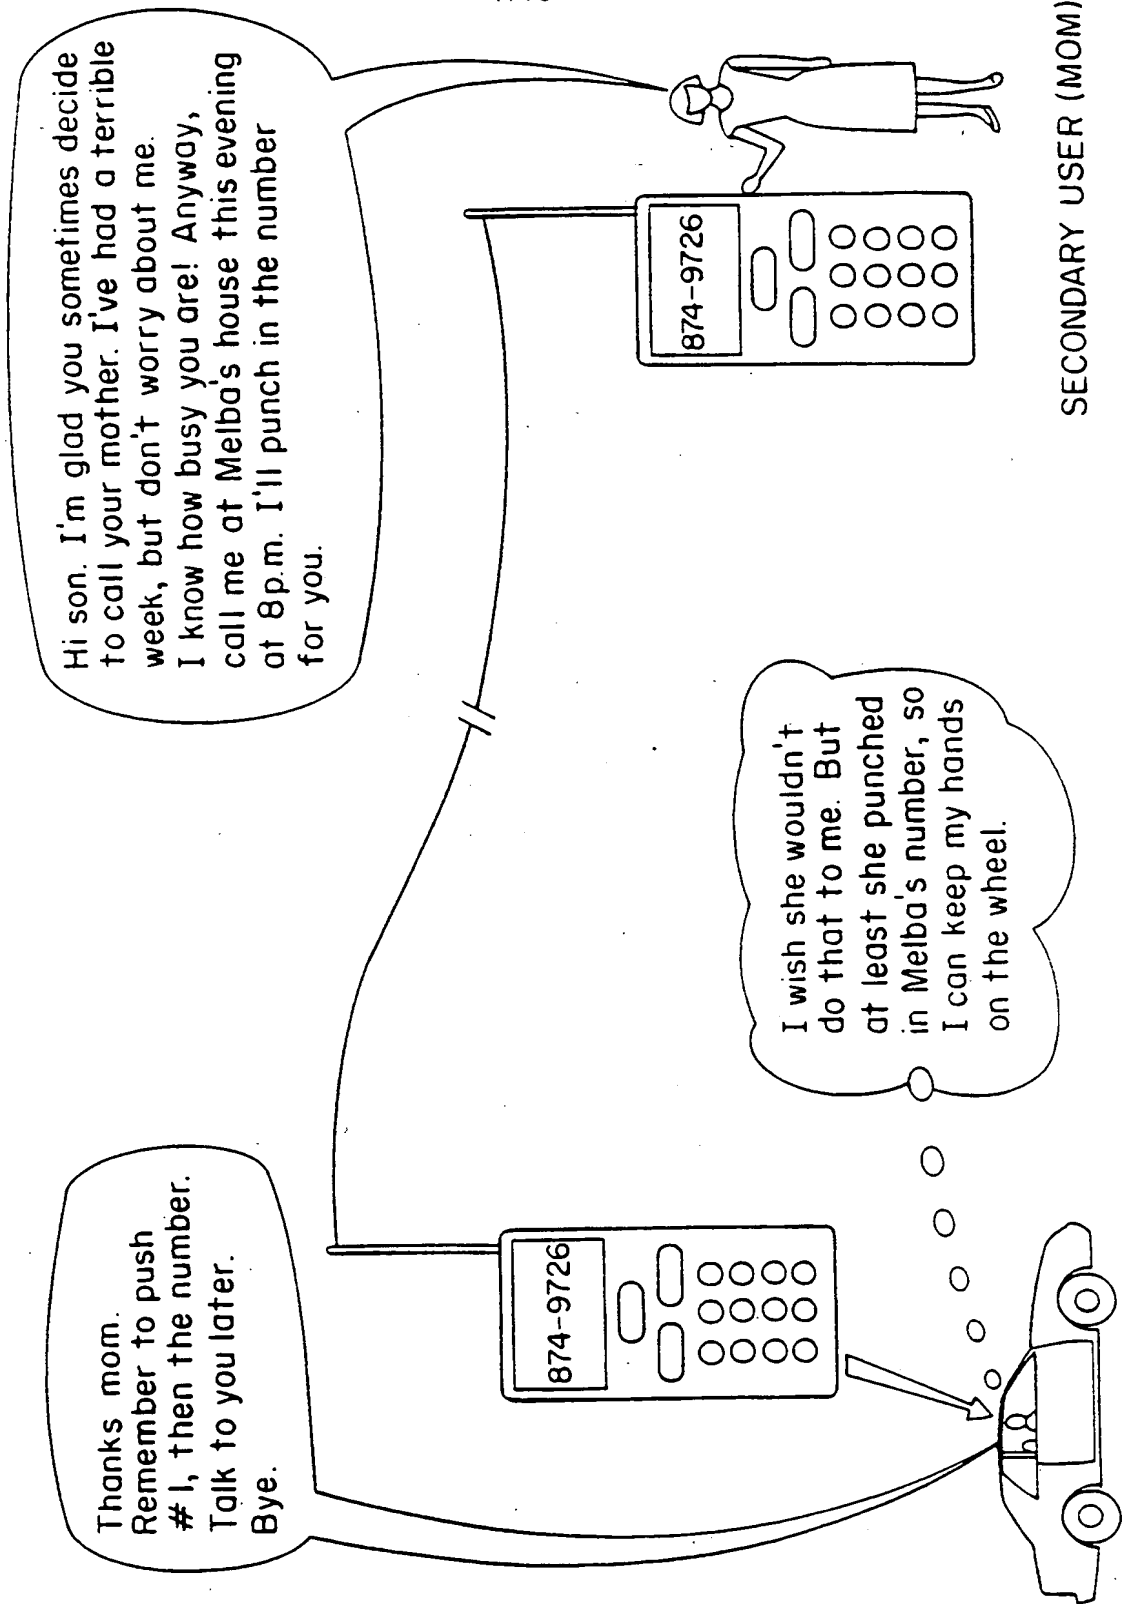 Thanks mom.
Remember to push
#1, then the number.
Talk to you later.
Bye.
Hi son. I'm glad you sometimes decide
to call your mother. I've had a terrible
week, but don't worry about me.
I know how busy you are! Anyway,
call me at Melba's house this evening
at 8p.m. I'll punch in the number
for you.
874-9726
874-9726
I wish she wouldn't
do that to me. But
at least she punched
in Melba's number, so
I can keep my hands
on the wheel.
SECONDARY USER (MOM)